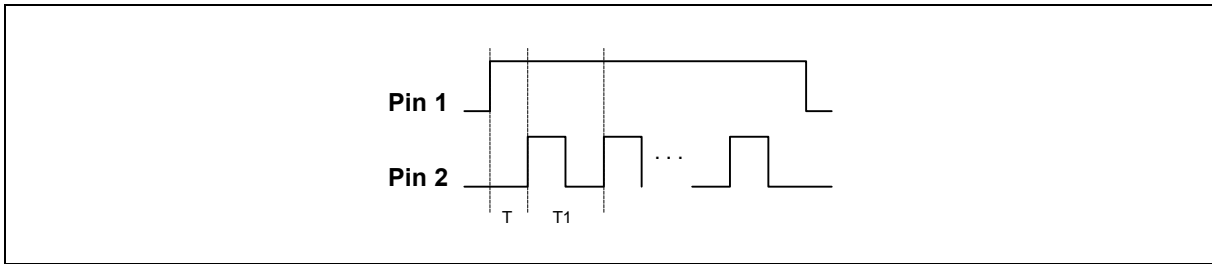 Pin 1
Pin 2
. . .
T
T1